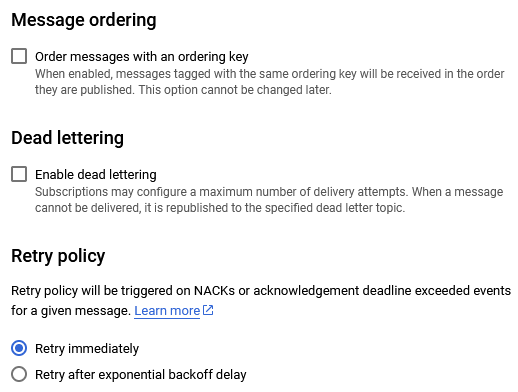 Message ordering
Order messages with an ordering key
When enabled, messages tagged with the same ordering key will be received in the order
they are published. This option cannot be changed later.
Dead lettering
Enable dead lettering
Subscriptions may configure a maximum number of delivery attempts. When a message
cannot be delivered, it is republished to the specified dead letter topic.
Retry policy
Retry policy will be triggered on NACKs or acknowledgement deadline exceeded events
for a given message. Learn more
Retry immediately
Retry after exponential backoff delay